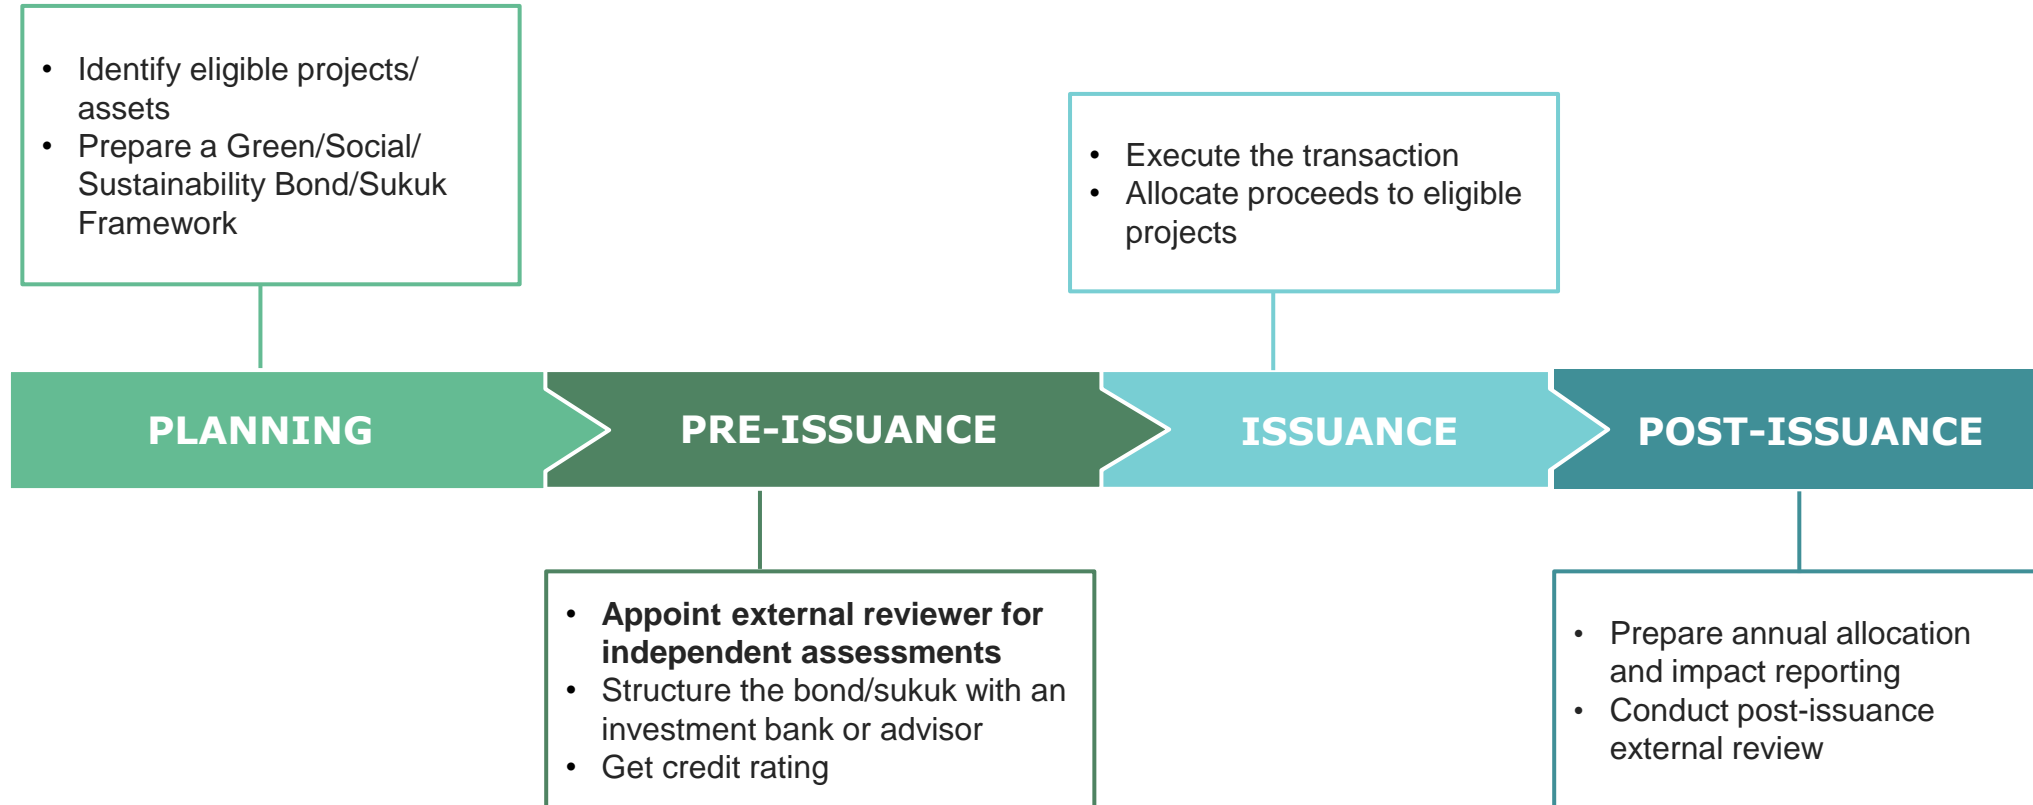 • Identify eligible projects/
assets
• Prepare a Green/Social/
Sustainability Bond/Sukuk
Framework
• Execute the transaction
• Allocate proceeds to eligible
projects
PLANNING
PRE-ISSUANCE
ISSUANCE
POST-ISSUANCE
• Appoint external reviewer for
independent assessments
• Structure the bond/sukuk with an
investment bank or advisor
• Get credit rating
• Prepare annual allocation
and impact reporting
• Conduct post-issuance
external review